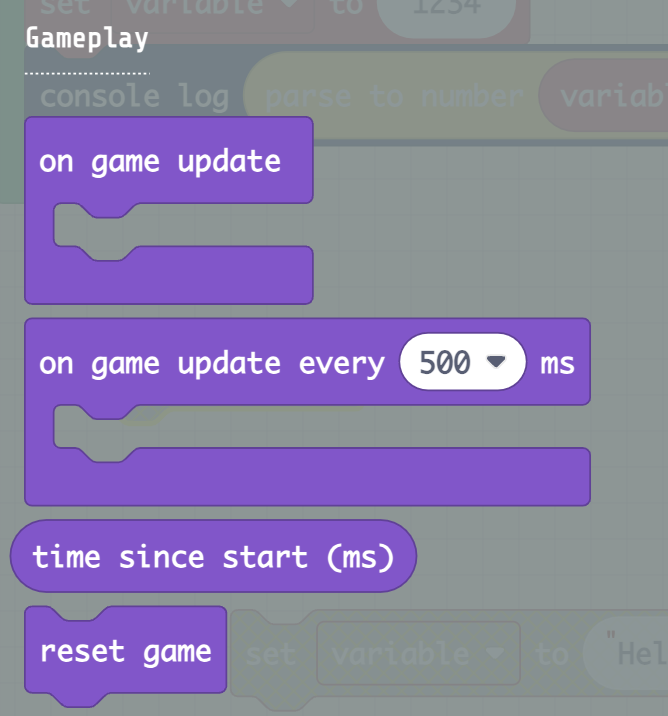 set variable to 1234
Gameplay
console log parse to number variabl
on game update
on game update every 500 ms
time since start (ms)
reset game
set variable to "Hel